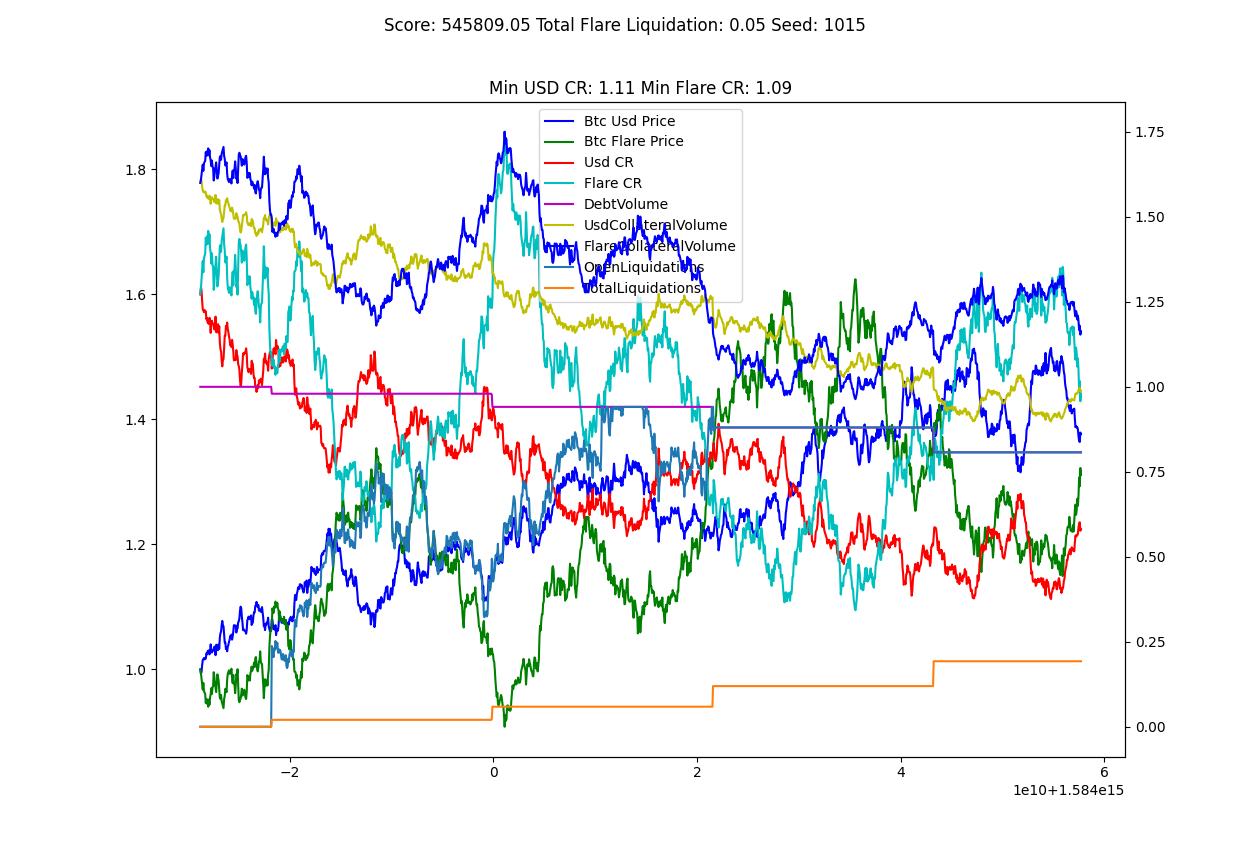 Score: 545809.05 Total Flare Liquidation: 0.05 Seed: 1015
Min USD CR: 1.11 Min Flare CR: 1.09
Btc Usd Price
Btc Flare Price
Usd CR
Flare CR
DebtVolume
UsdCollateralVolume
FlareCollateralVolume
OpenLiquidations
TotalLiquidations
1.8
1.6
1.4
1.2
1.0
1.75
1.50
1.25
1.00
0.75
0.50
0.25
0.00
−2
0
2
4
6
1e10+1.584e15